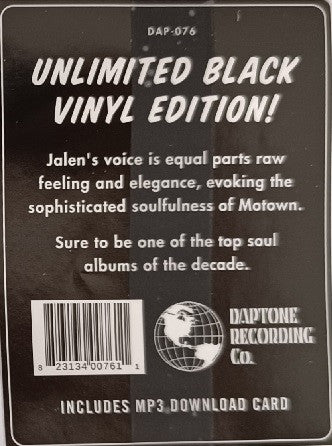 DAP-076
UNLIMITED BLACK
VINYL EDITION!
Jalen's voice is equal parts raw
feeling and elegance, evoking the
sophisticated soulfulness of Motown.
Sure to be one of the top soul
albums of the decade.
8 23134 00761 1
DAPTONE
RECORDING
Co.
INCLUDES MP3 DOWNLOAD CARD